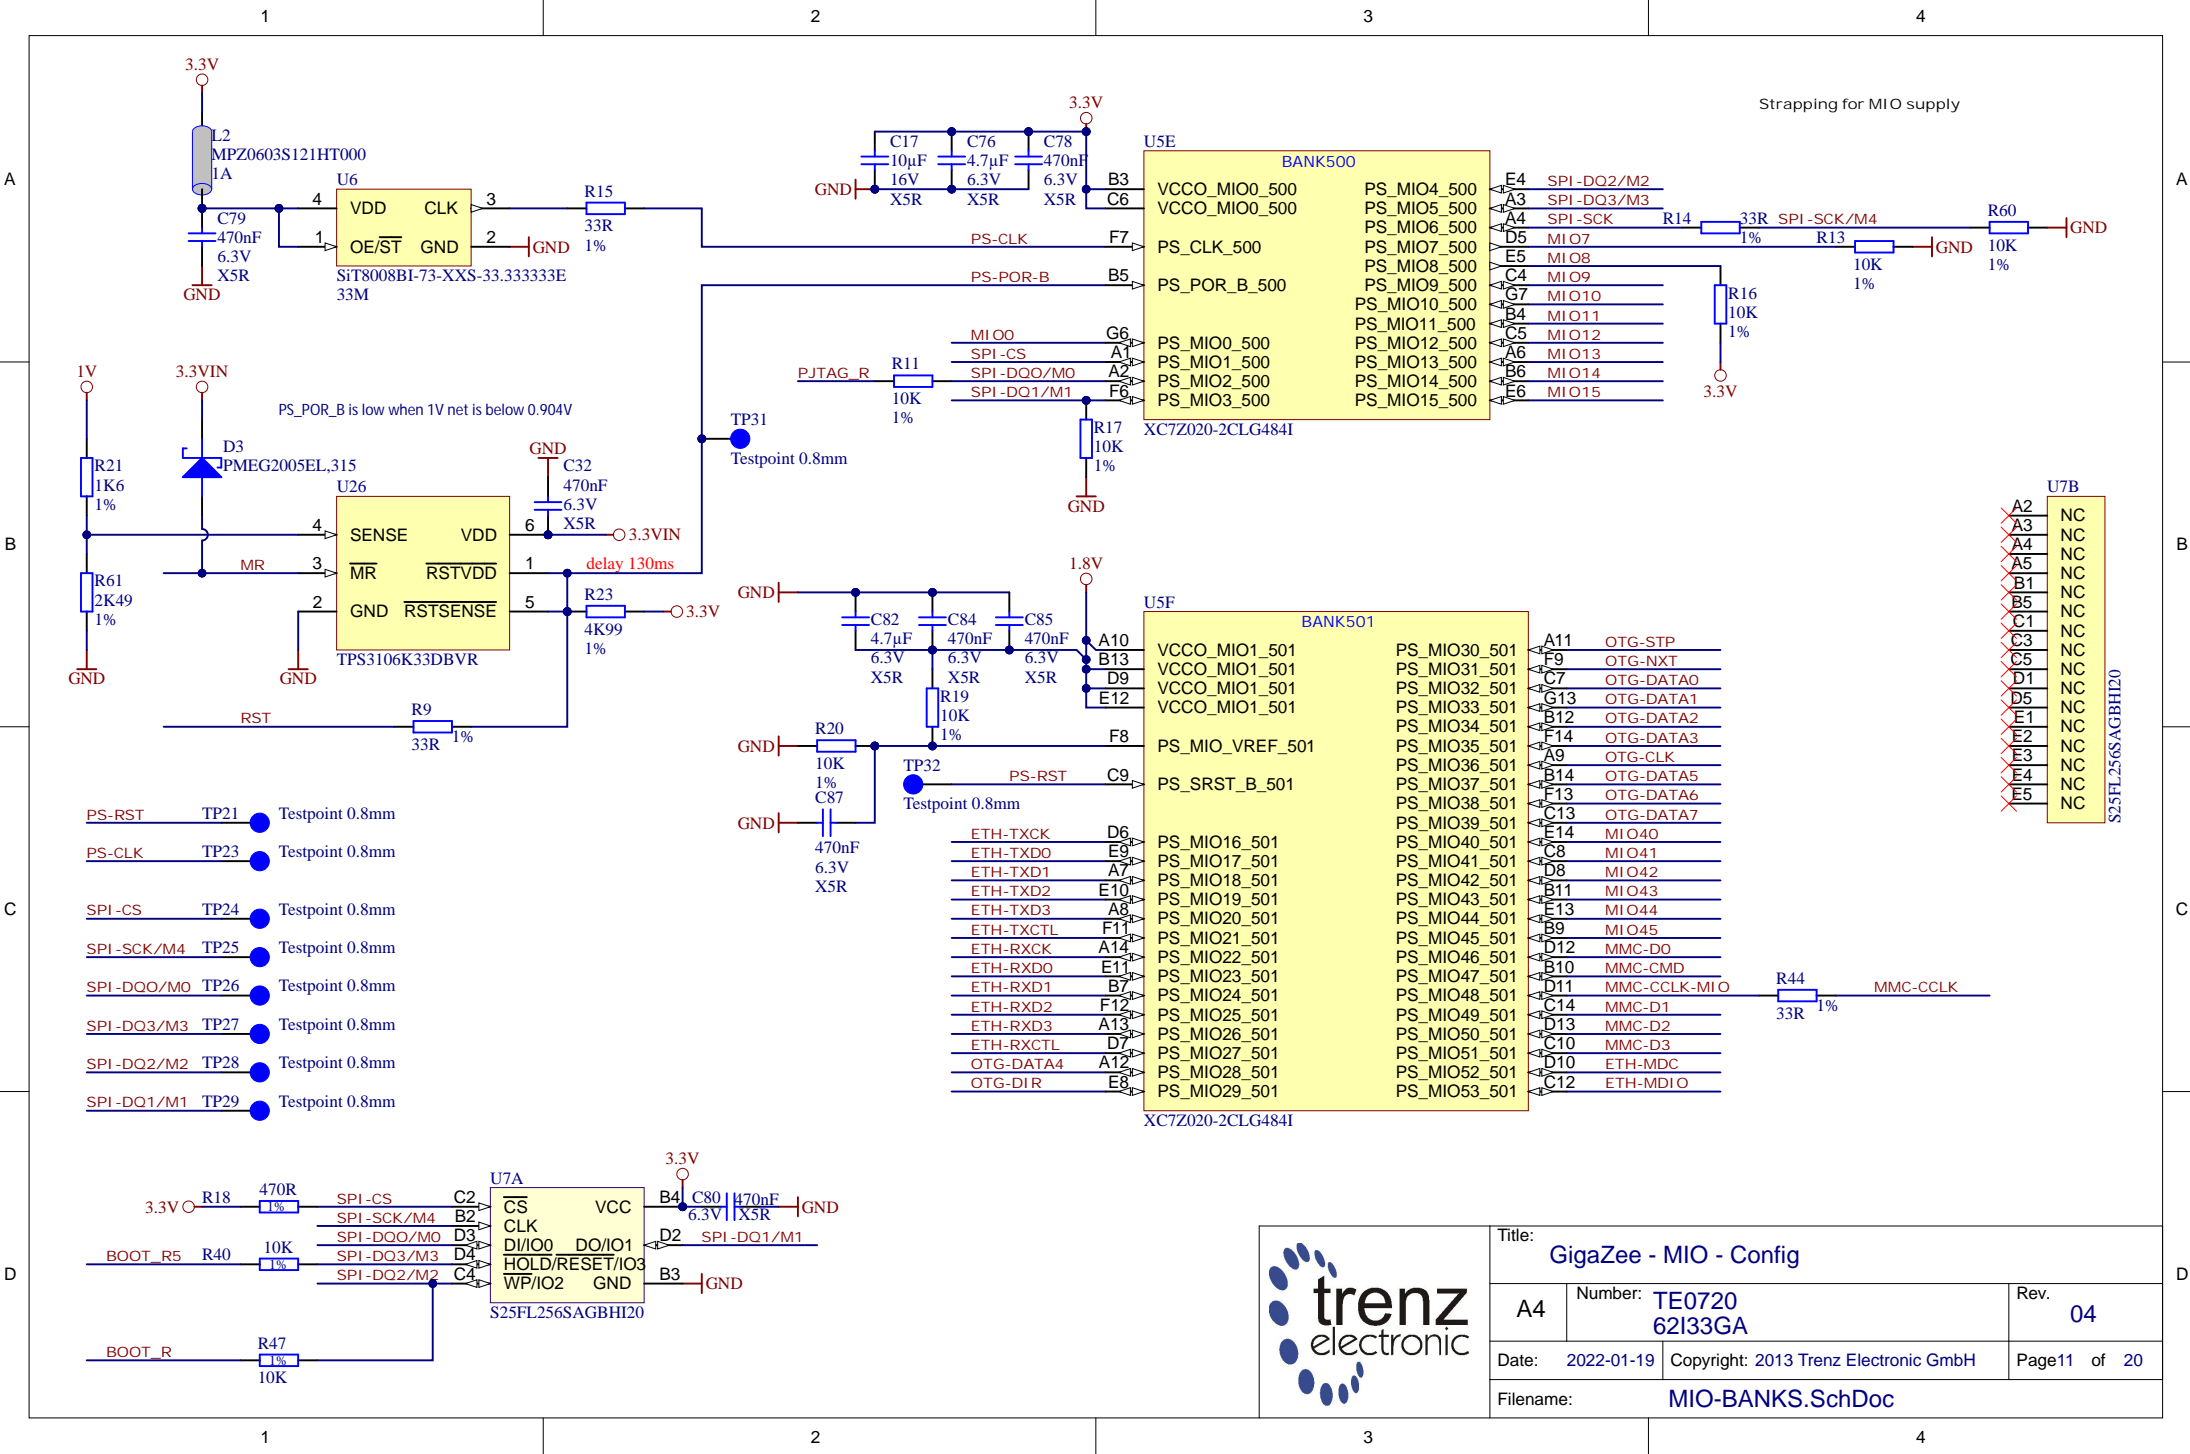 1 2 3 4
A
B
C
D
A
B
C
D
3.3V
L2
MPZ0603S121HT000
1A
C79
470nF
6.3V
X5R
GND
U6
4 VDD CLK 3
1 OE/ST GND 2 GND
SiT8008BI-73-XXS-33.333333E
33M
R15
33R
1%
PS-CLK
PS-POR-B
1V
3.3VIN
PS_POR_B is low when 1V net is below 0.904V
R21
1K6
1%
D3
PMEG2005EL,315
R61
2K49
1%
GND
MR
U26
4 SENSE VDD 6
3 MR RSTVDD 1
2 GND RSTSENSE 5
TPS3106K33DBVR
GND
GND
C32
470nF
6.3V
X5R
3.3VIN
delay 130ms
R23
4K99
1%
3.3V
RST
R9
33R
1%
TP31
Testpoint 0.8mm
3.3V
C17
10µF
16V
X5R
C76
4.7µF
6.3V
X5R
C78
470nF
6.3V
X5R
GND
U5E
BANK500
B3 VCCO_MIO0_500
C6 VCCO_MIO0_500
F7 PS_CLK_500
B5 PS_POR_B_500
MIO0 G6 PS_MIO0_500
SPI-CS A1 PS_MIO1_500
SPI-DQ0/M0 A2 PS_MIO2_500
SPI-DQ1/M1 F6 PS_MIO3_500
PS_MIO4_500 E4 SPI-DQ2/M2
PS_MIO5_500 A3 SPI-DQ3/M3
PS_MIO6_500 A4 SPI-SCK
PS_MIO7_500 D5 MIO7
PS_MIO8_500 E5 MIO8
PS_MIO9_500 C4 MIO9
PS_MIO10_500 G7 MIO10
PS_MIO11_500 B4 MIO11
PS_MIO12_500 C5 MIO12
PS_MIO13_500 A6 MIO13
PS_MIO14_500 B6 MIO14
PS_MIO15_500 E6 MIO15
XC7Z020-2CLG484I
PJTAG_R
R11
10K
1%
R17
10K
1%
GND
Strapping for MIO supply
R14 33R
1%
SPI-SCK/M4
R60
10K
1%
GND
R13
10K
1%
GND
R16
10K
1%
3.3V
U7B
A2 NC
A3 NC
A4 NC
A5 NC
B1 NC
B5 NC
C1 NC
C3 NC
C5 NC
D1 NC
D5 NC
E1 NC
E2 NC
E3 NC
E4 NC
E5 NC
S25FL256SAGBHI20
1.8V
GND
C82
4.7µF
6.3V
X5R
C84
470nF
6.3V
X5R
C85
470nF
6.3V
X5R
R19
10K
1%
GND
R20
10K
1%
GND
C87
470nF
6.3V
X5R
TP32
Testpoint 0.8mm
PS-RST
U5F
BANK501
A10 VCCO_MIO1_501
B13 VCCO_MIO1_501
D9 VCCO_MIO1_501
E12 VCCO_MIO1_501
F8 PS_MIO_VREF_501
C9 PS_SRST_B_501
ETH-TXCK D6 PS_MIO16_501
ETH-TXD0 E9 PS_MIO17_501
ETH-TXD1 A7 PS_MIO18_501
ETH-TXD2 E10 PS_MIO19_501
ETH-TXD3 A8 PS_MIO20_501
ETH-TXCTL F11 PS_MIO21_501
ETH-RXCK A14 PS_MIO22_501
ETH-RXD0 E11 PS_MIO23_501
ETH-RXD1 B7 PS_MIO24_501
ETH-RXD2 F12 PS_MIO25_501
ETH-RXD3 A13 PS_MIO26_501
ETH-RXCTL D7 PS_MIO27_501
OTG-DATA4 A12 PS_MIO28_501
OTG-DIR E8 PS_MIO29_501
PS_MIO30_501 A11 OTG-STP
PS_MIO31_501 F9 OTG-NXT
PS_MIO32_501 C7 OTG-DATA0
PS_MIO33_501 G13 OTG-DATA1
PS_MIO34_501 B12 OTG-DATA2
PS_MIO35_501 F14 OTG-DATA3
PS_MIO36_501 A9 OTG-CLK
PS_MIO37_501 B14 OTG-DATA5
PS_MIO38_501 F13 OTG-DATA6
PS_MIO39_501 C13 OTG-DATA7
PS_MIO40_501 E14 MIO40
PS_MIO41_501 C8 MIO41
PS_MIO42_501 D8 MIO42
PS_MIO43_501 B11 MIO43
PS_MIO44_501 E13 MIO44
PS_MIO45_501 B9 MIO45
PS_MIO46_501 D12 MMC-D0
PS_MIO47_501 B10 MMC-CMD
PS_MIO48_501 D11 MMC-CCLK-MIO
PS_MIO49_501 C14 MMC-D1
PS_MIO50_501 D13 MMC-D2
PS_MIO51_501 C10 MMC-D3
PS_MIO52_501 D10 ETH-MDC
PS_MIO53_501 C12 ETH-MDIO
XC7Z020-2CLG484I
R44
33R
1%
MMC-CCLK
PS-RST TP21 Testpoint 0.8mm
PS-CLK TP23 Testpoint 0.8mm
SPI-CS TP24 Testpoint 0.8mm
SPI-SCK/M4 TP25 Testpoint 0.8mm
SPI-DQ0/M0 TP26 Testpoint 0.8mm
SPI-DQ3/M3 TP27 Testpoint 0.8mm
SPI-DQ2/M2 TP28 Testpoint 0.8mm
SPI-DQ1/M1 TP29 Testpoint 0.8mm
3.3V R18 470R 1%
BOOT_R5 R40 10K 1%
BOOT_R R47 1% 10K
U7A
SPI-CS C2 CS
SPI-SCK/M4 B2 CLK
SPI-DQ0/M0 D3 DI/IO0
SPI-DQ3/M3 D4 HOLD/RESET/IO3
SPI-DQ2/M2 C4 WP/IO2
VCC B4
DO/IO1 D2 SPI-DQ1/M1
GND B3 GND
S25FL256SAGBHI20
3.3V
C80 470nF
6.3V X5R
GND
trenz
electronic
Title:
GigaZee - MIO - Config
A4
Number: TE0720
62I33GA
Rev.
04
Date: 2022-01-19
Copyright: 2013 Trenz Electronic GmbH
Page11 of 20
Filename: MIO-BANKS.SchDoc
1 2 3 4